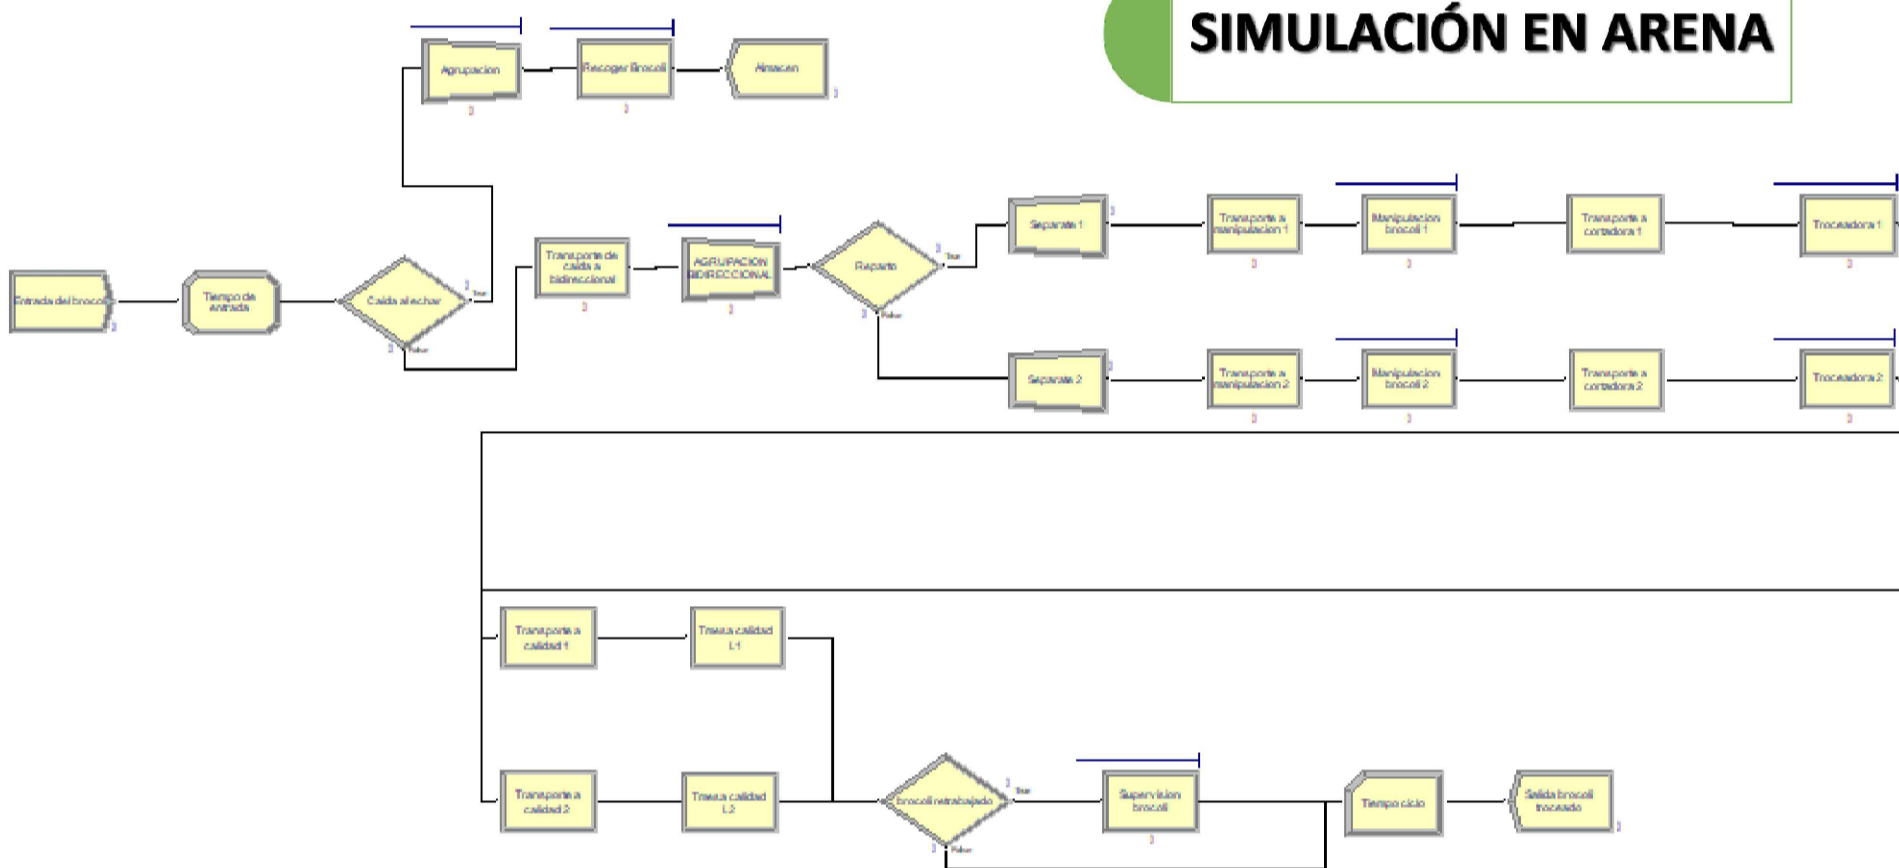 SIMULACIÓN EN ARENA
Agrupacion
Recoger Brocoli
Almacen
Entrada del brocoli
Tiempo de
entrada
Caida al echar
True
False
Transporte de
caida a
bidireccional
AGRUPACION
BIDIRECCIONAL
Reparto
True
False
Separate 1
Transporte a
manipulacion 1
Manipulacion
brocoli 1
Transporte a
cortadora 1
Troceadora 1
Separate 2
Transporte a
manipulacion 2
Manipulacion
brocoli 2
Transporte a
cortadora 2
Troceadora 2
Transporte a
calidad 1
Tmesa calidad
L1
Transporte a
calidad 2
Tmesa calidad
L2
brocoli retrabajado
True
False
Supervision
brocoli
Tiempo ciclo
Salida brocoli
troceado